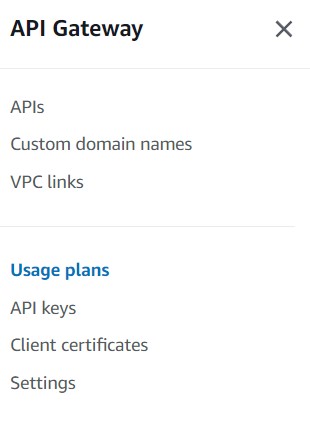 API Gateway
APIs
Custom domain names
VPC links
Usage plans
API keys
Client certificates
Settings